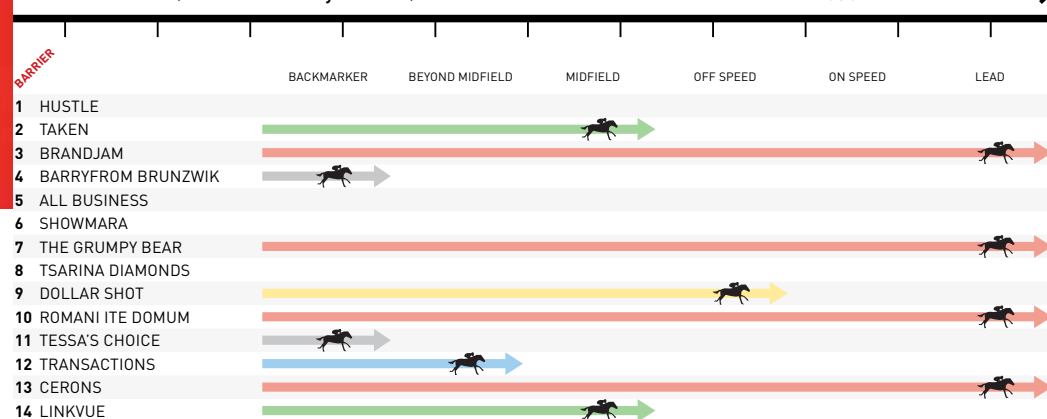 BARRIER
BACKMARKER BEYOND MIDFIELD MIDFIELD OFF SPEED ON SPEED LEAD
1 HUSTLE
2 TAKEN
3 BRANDJAM
4 BARRYFROM BRUNZWIK
5 ALL BUSINESS
6 SHOWMARA
7 THE GRUMPY BEAR
8 TSARINA DIAMONDS
9 DOLLAR SHOT
10 ROMANI ITE DOMUM
11 TESSA'S CHOICE
12 TRANSACTIONS
13 CERONS
14 LINKVUE